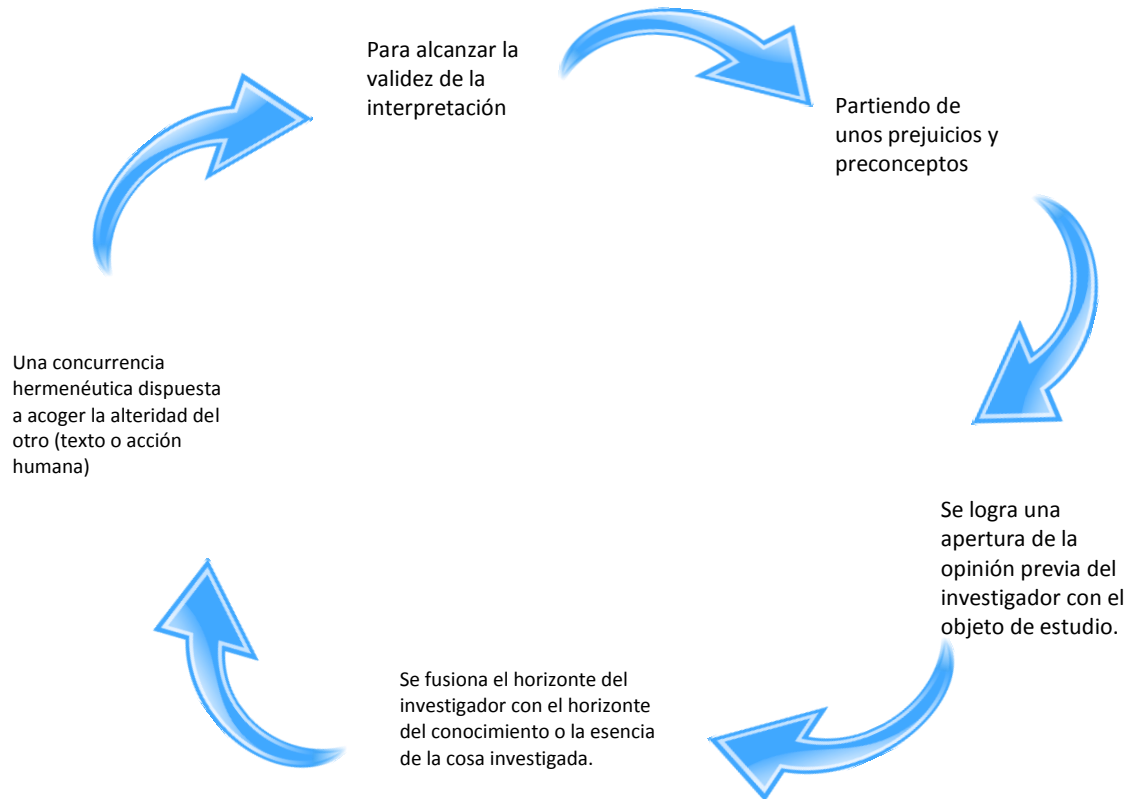 Para alcanzar la
validez de la
interpretación
Partiendo de
unos prejuicios y
preconceptos
Se logra una
apertura de la
opinión previa del
investigador con el
objeto de estudio.
Se fusiona el horizonte del
investigador con el horizonte
del conocimiento o la esencia
de la cosa investigada.
Una concurrencia
hermenéutica dispuesta
a acoger la alteridad del
otro (texto o acción
humana)